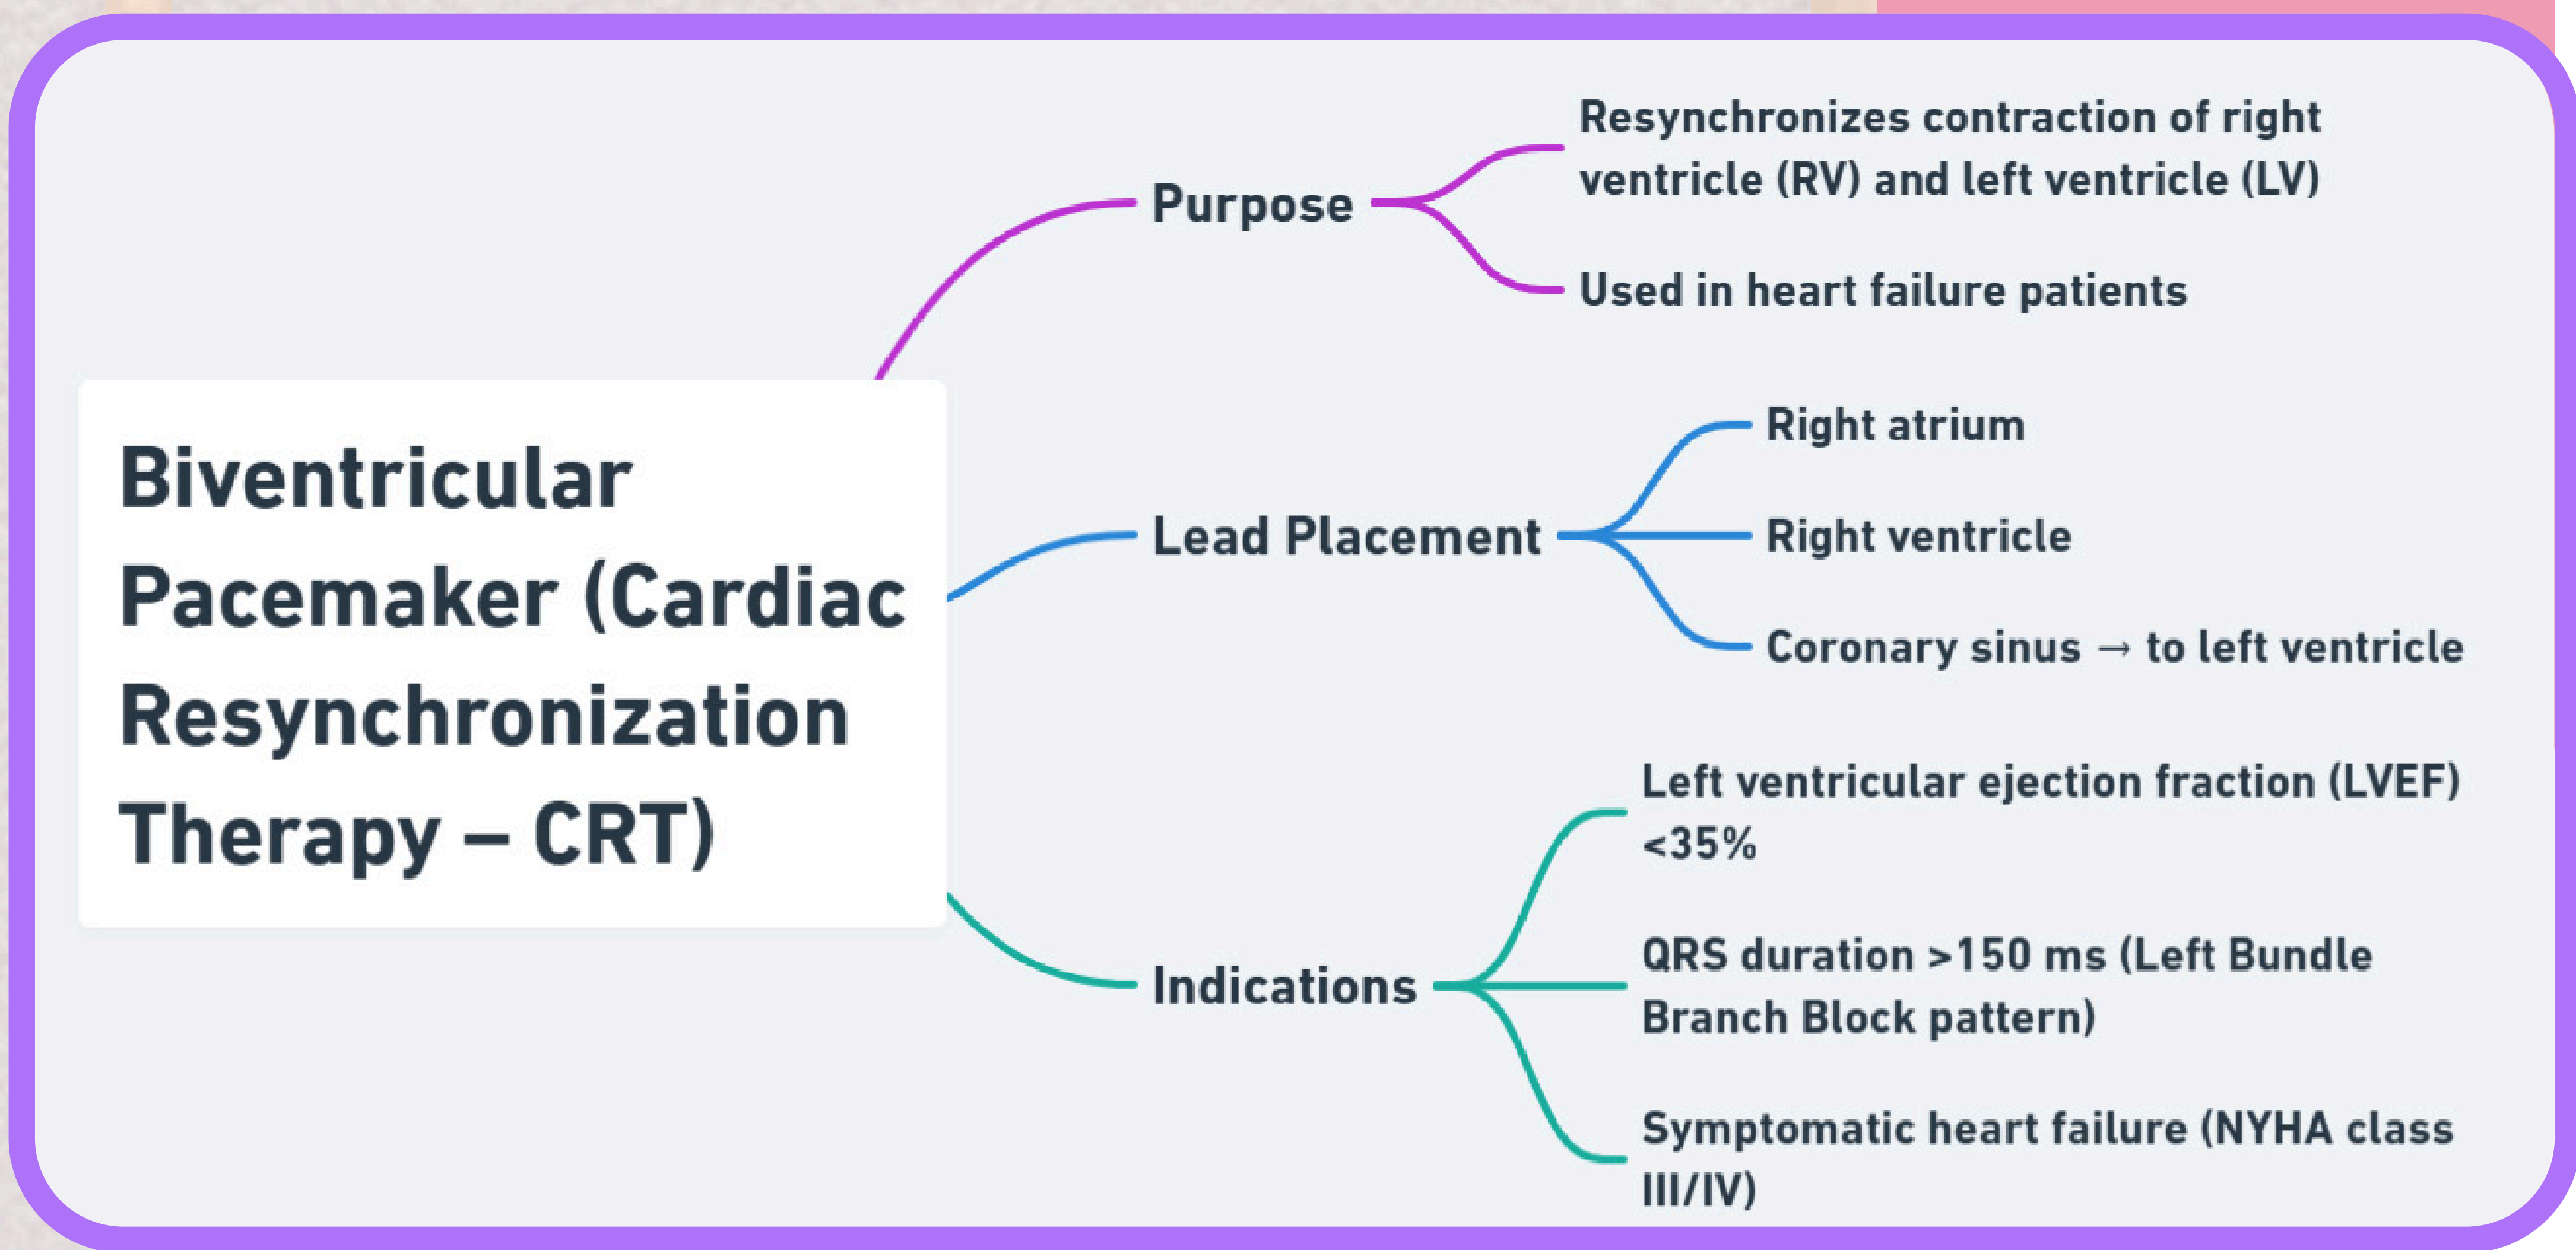 Biventricular
Pacemaker (Cardiac
Resynchronization
Therapy – CRT)
Purpose
Resynchronizes contraction of right
ventricle (RV) and left ventricle (LV)
Used in heart failure patients
Lead Placement
Right atrium
Right ventricle
Coronary sinus → to left ventricle
Indications
Left ventricular ejection fraction (LVEF)
<35%
QRS duration >150 ms (Left Bundle
Branch Block pattern)
Symptomatic heart failure (NYHA class
III/IV)